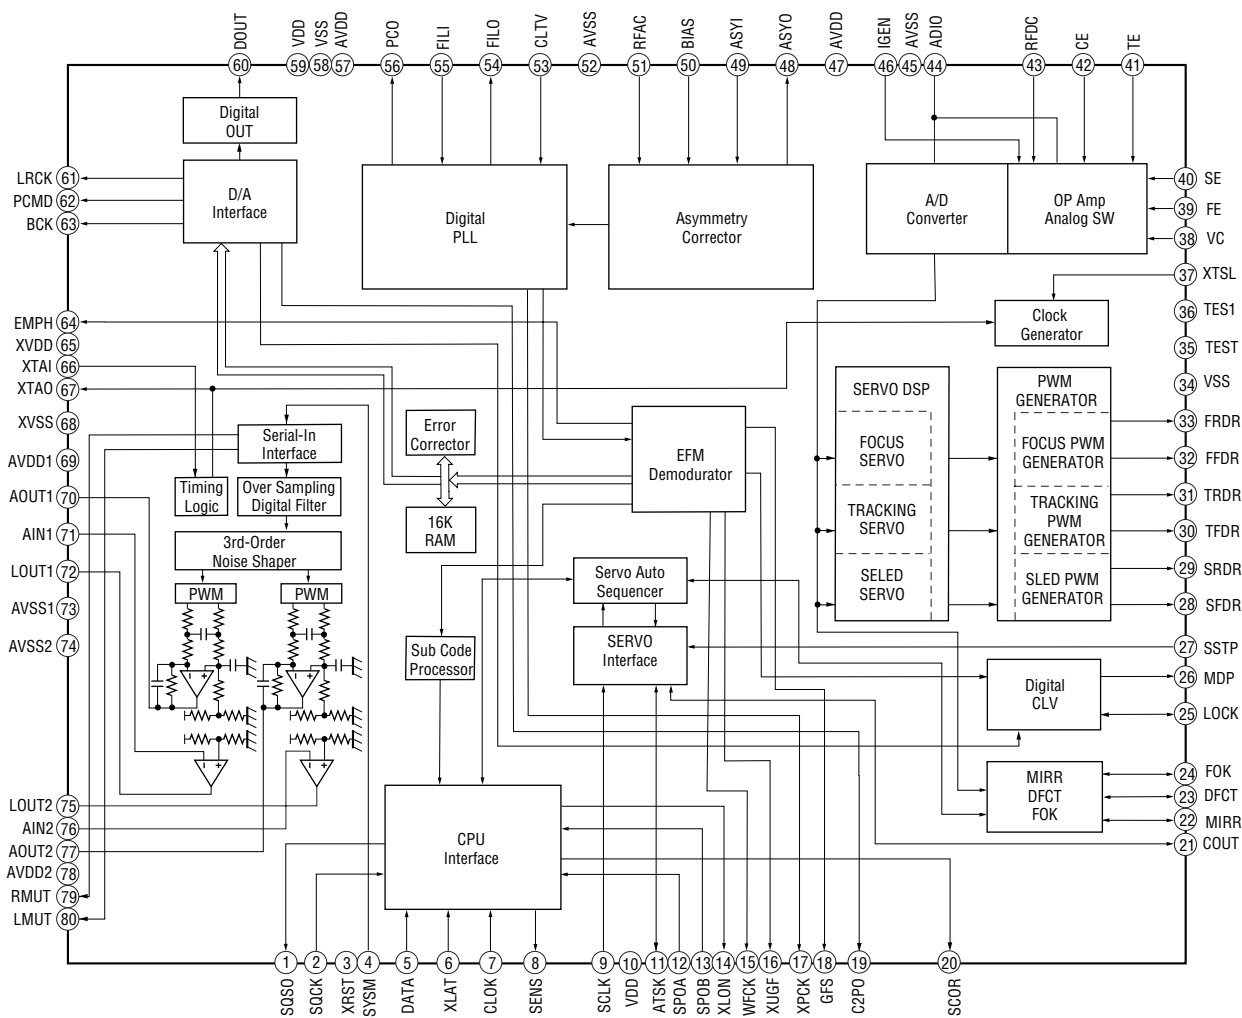 DOUT
VDD
VSS
AVDD
PCO
FILI
FILO
CLTV
AVSS
RFAC
BIAS
ASYI
ASYO
AVDD
IGEN
AVSS
ADIO
RFDC
CE
TE
60
59
58
57
56
55
54
53
52
51
50
49
48
47
46
45
44
43
42
41
Digital
OUT
D/A
Interface
Digital
PLL
Asymmetry
Corrector
A/D
Converter
OP Amp
Analog SW
LRCK 61
PCMD 62
BCK 63
EMPH 64
XVDD 65
XTAI 66
XTAO 67
XVSS 68
AVDD1 69
AOUT1 70
AIN1 71
LOUT1 72
AVSS1 73
AVSS2 74
LOUT2 75
AIN2 76
AOUT2 77
AVDD2 78
RMUT 79
LMUT 80
40 SE
39 FE
38 VC
37 XTSL
36 TES1
35 TEST
34 VSS
33 FRDR
32 FFDR
31 TRDR
30 TFDR
29 SRDR
28 SFDR
27 SSTP
26 MDP
25 LOCK
24 FOK
23 DFCT
22 MIRR
21 COUT
Clock
Generator
SERVO DSP
FOCUS
SERVO
TRACKING
SERVO
SELED
SERVO
PWM
GENERATOR
FOCUS PWM
GENERATOR
TRACKING
PWM
GENERATOR
SLED PWM
GENERATOR
Error
Corrector
EFM
Demodurator
16K
RAM
Serial-In
Interface
Timing
Logic
Over Sampling
Digital Filter
3rd-Order
Noise Shaper
PWM
PWM
- +
- +
- +
- +
Servo Auto
Sequencer
SERVO
Interface
Sub Code
Processor
Digital
CLV
MIRR
DFCT
FOK
CPU
Interface
1
2
3
4
5
6
7
8
9
10
11
12
13
14
15
16
17
18
19
20
SQSO
SQCK
XRST
SYSM
DATA
XLAT
CLOK
SENS
SCLK
VDD
ATSK
SPOA
SPOB
XLON
WFCK
XUGF
XPCK
GFS
C2PO
SCOR